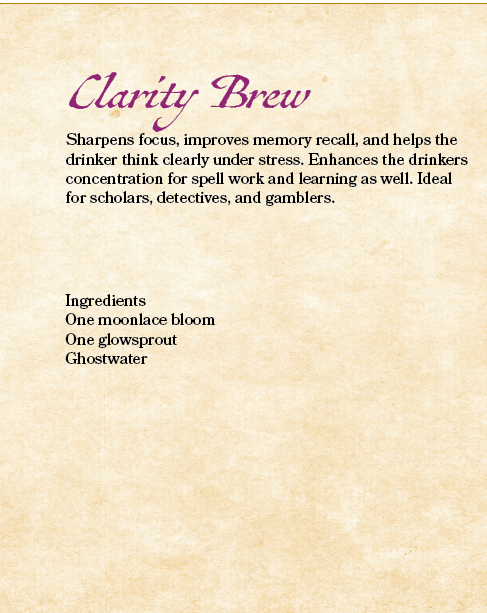 Clarity Brew
Sharpens focus, improves memory recall, and helps the
drinker think clearly under stress. Enhances the drinkers
concentration for spell work and learning as well. Ideal
for scholars, detectives, and gamblers.
Ingredients
One moonlace bloom
One glowsprout
Ghostwater